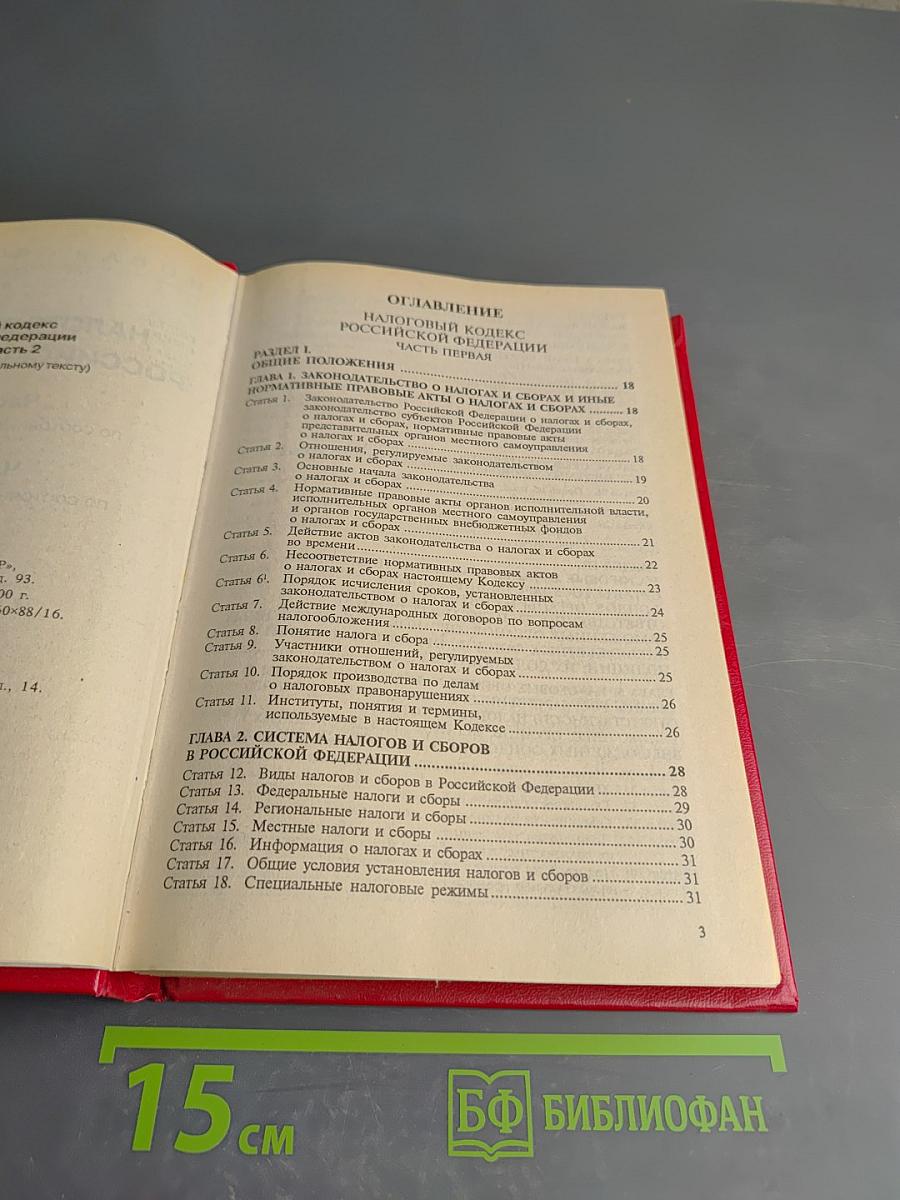 й кодекс
едерации
асть 2
льному тексту)
Р»,
д. 93.
00 г.
60×88/16.
л., 14.
ОГЛАВЛЕНИЕ
НАЛОГОВЫЙ КОДЕКС
РОССИЙСКОЙ ФЕДЕРАЦИИ
ЧАСТЬ ПЕРВАЯ
РАЗДЕЛ I.
ОБЩИЕ ПОЛОЖЕНИЯ ........ 18
ГЛАВА 1. ЗАКОНОДАТЕЛЬСТВО О НАЛОГАХ И СБОРАХ И ИНЫЕ
НОРМАТИВНЫЕ ПРАВОВЫЕ АКТЫ О НАЛОГАХ И СБОРАХ ........ 18
Статья 1. Законодательство Российской Федерации о налогах и сборах,
законодательство субъектов Российской Федерации
о налогах и сборах, нормативные правовые акты
представительных органов местного самоуправления
о налогах и сборах ........ 18
Статья 2. Отношения, регулируемые законодательством
о налогах и сборах ........ 19
Статья 3. Основные начала законодательства
о налогах и сборах ........ 20
Статья 4. Нормативные правовые акты органов исполнительной власти,
исполнительных органов местного самоуправления
и органов государственных внебюджетных фондов
о налогах и сборах ........ 21
Статья 5. Действие актов законодательства о налогах и сборах
во времени ........ 22
Статья 6. Несоответствие нормативных правовых актов
о налогах и сборах настоящему Кодексу ........ 23
Статья 6¹. Порядок исчисления сроков, установленных
законодательством о налогах и сборах ........ 24
Статья 7. Действие международных договоров по вопросам
налогообложения ........ 25
Статья 8. Понятие налога и сбора ........ 25
Статья 9. Участники отношений, регулируемых
законодательством о налогах и сборах ........ 25
Статья 10. Порядок производства по делам
о налоговых правонарушениях ........ 26
Статья 11. Институты, понятия и термины,
используемые в настоящем Кодексе ........ 26
ГЛАВА 2. СИСТЕМА НАЛОГОВ И СБОРОВ
В РОССИЙСКОЙ ФЕДЕРАЦИИ ........ 28
Статья 12. Виды налогов и сборов в Российской Федерации ........ 28
Статья 13. Федеральные налоги и сборы ........ 29
Статья 14. Региональные налоги и сборы ........ 30
Статья 15. Местные налоги и сборы ........ 30
Статья 16. Информация о налогах и сборах ........ 31
Статья 17. Общие условия установления налогов и сборов ........ 31
Статья 18. Специальные налоговые режимы ........ 31
3
15 см
БФ БИБЛИОФАН